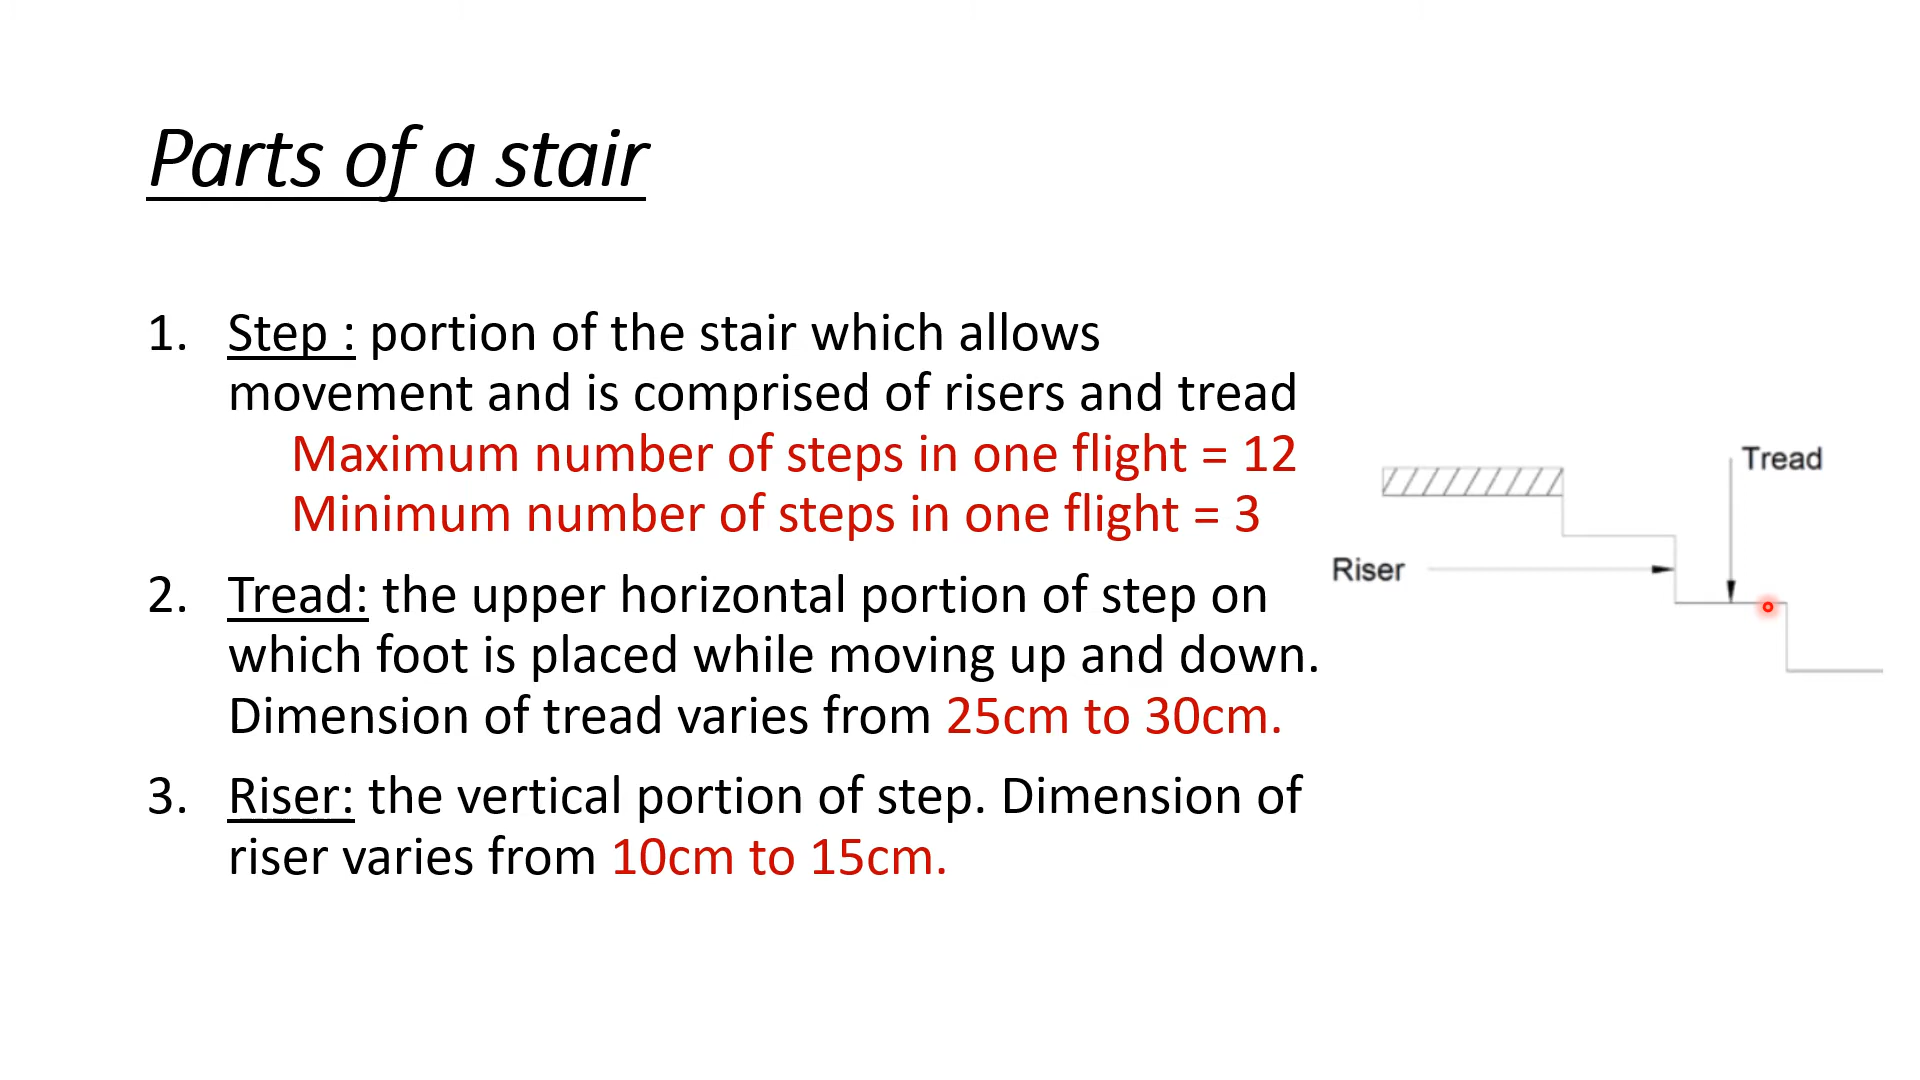 Parts of a stair
1. Step : portion of the stair which allows
movement and is comprised of risers and tread
Maximum number of steps in one flight = 12
Minimum number of steps in one flight = 3
2. Tread: the upper horizontal portion of step on
which foot is placed while moving up and down.
Dimension of tread varies from 25cm to 30cm.
3. Riser: the vertical portion of step. Dimension of
riser varies from 10cm to 15cm.
Tread
Riser